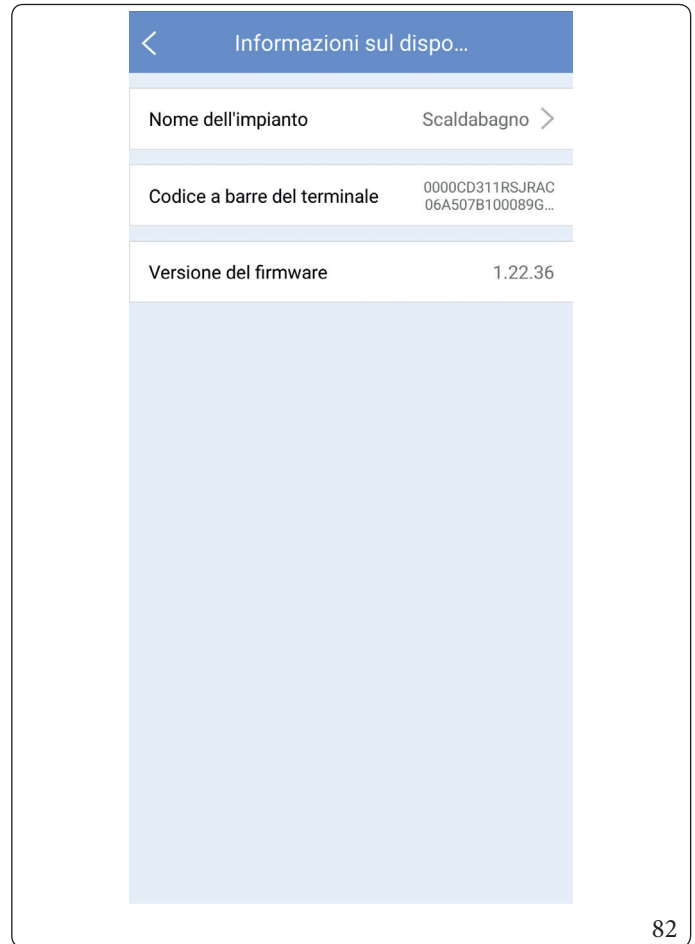 Informazioni sul dispo...
Nome dell'impianto Scaldabagno
Codice a barre del terminale 0000CD311RSJRAC
06A507B100089G...
Versione del firmware 1.22.36
82